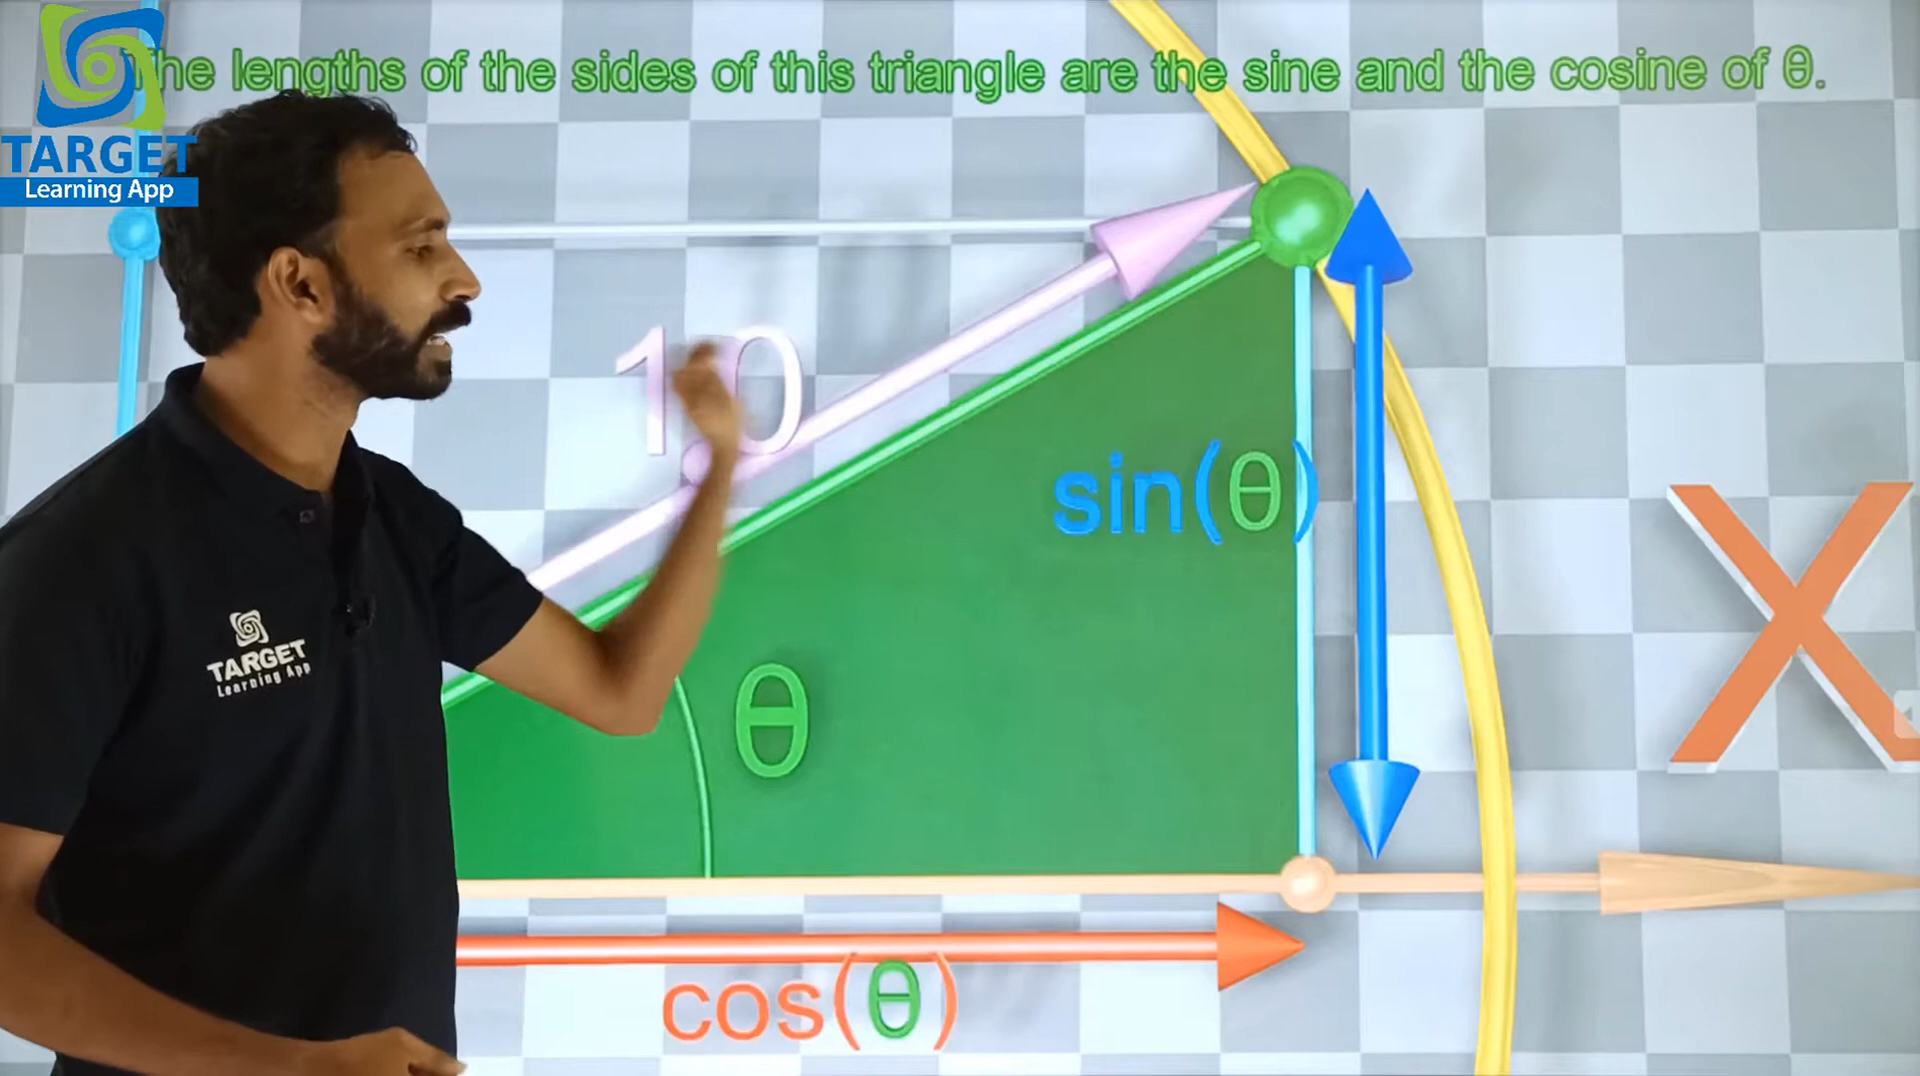 The lengths of the sides of this triangle are the sine and the cosine of θ.
TARGET
Learning App
sin(θ)
X
θ
TARGET
Learning App
cos(θ)